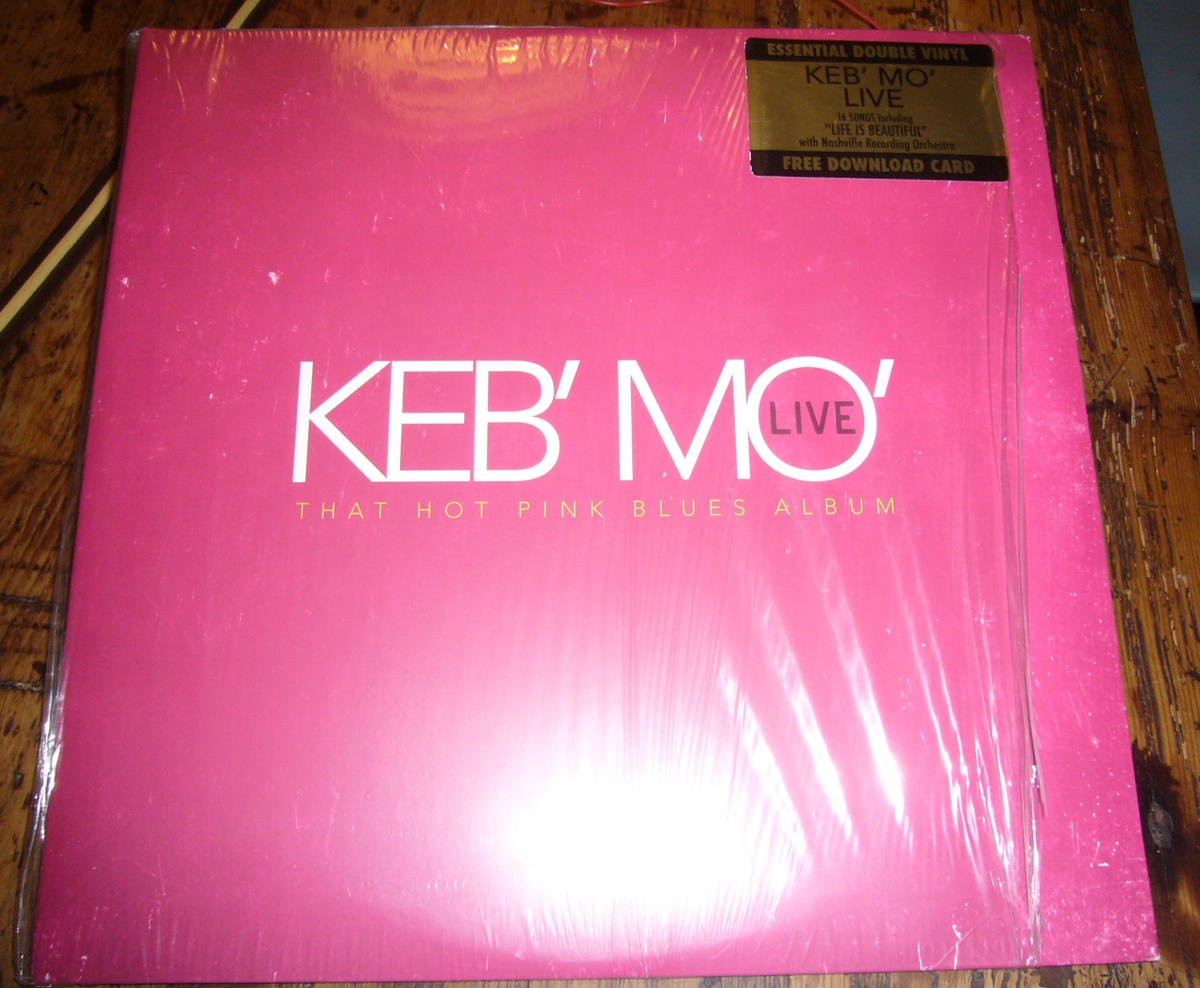 ESSENTIAL DOUBLE VINYL
KEB' MO'
LIVE
16 SONGS including
"LIFE IS BEAUTIFUL"
with Nashville Recording Orchestra
FREE DOWNLOAD CARD
KEB' MO'
LIVE
THAT HOT PINK BLUES ALBUM